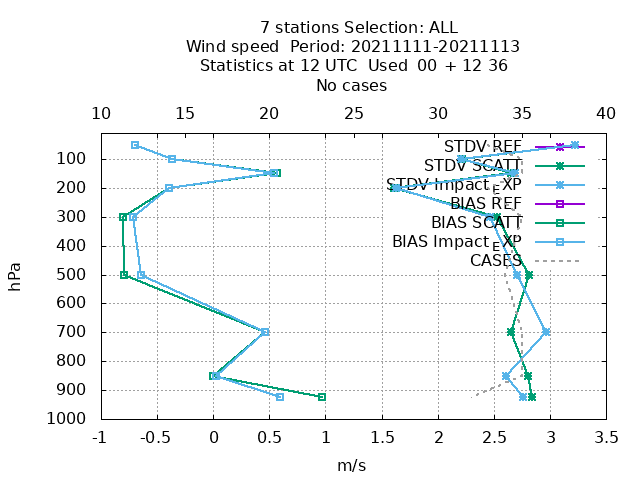 7 stations Selection: ALL
Wind speed  Period: 20211111-20211113
Statistics at 12 UTC  Used  00 + 12 36
No cases
10 15 20 25 30 35 40
STDV REF
STDV SCATT
STDV Impact_EXP
BIAS REF
BIAS SCATT
BIAS Impact_EXP
CASES
hPa
100
200
300
400
500
600
700
800
900
1000
-1 -0.5 0 0.5 1 1.5 2 2.5 3 3.5
m/s